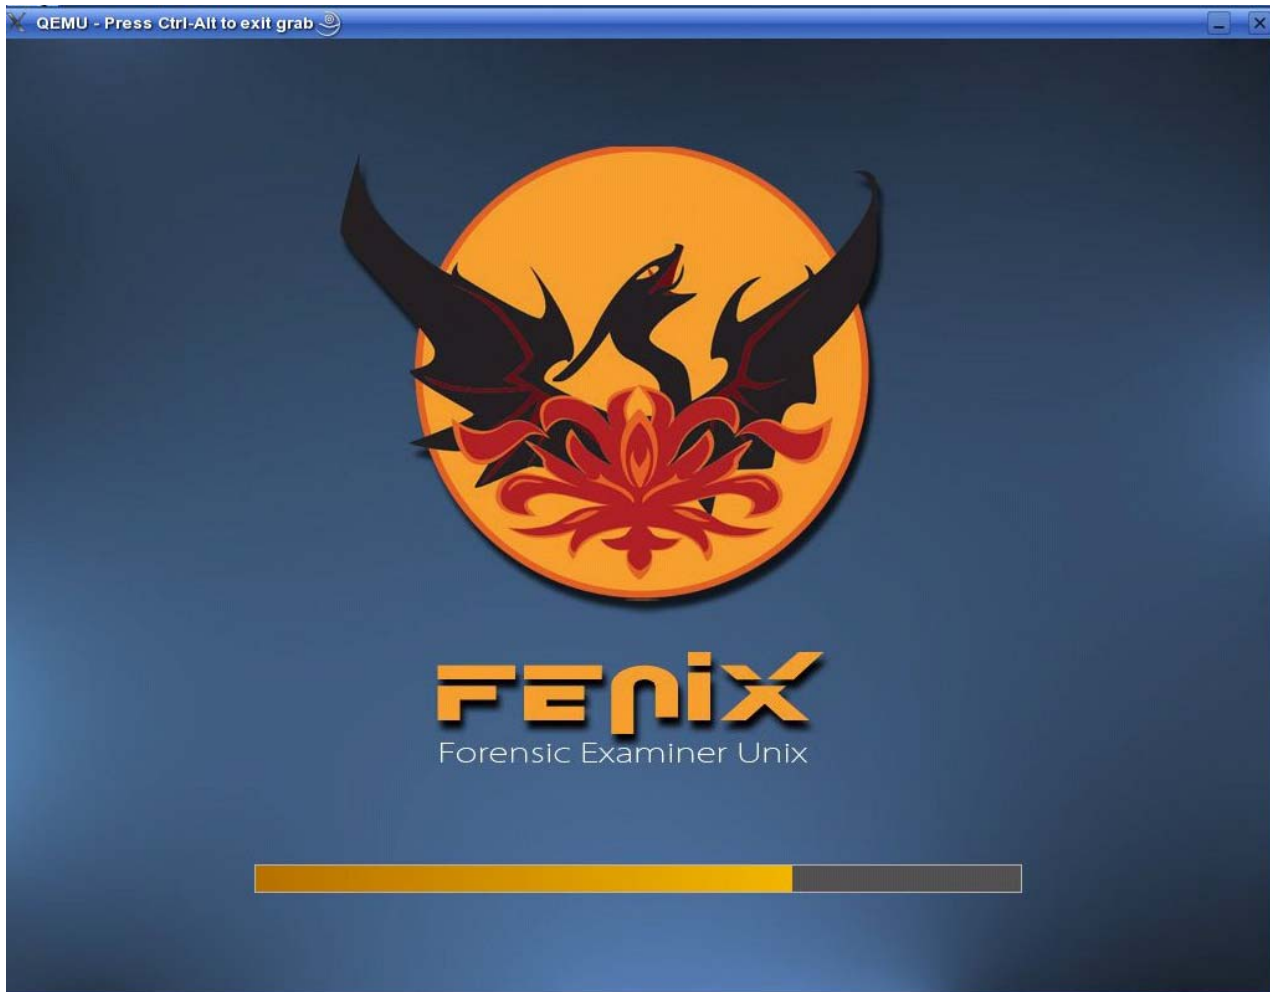 QEMU - Press Ctrl-Alt to exit grab
FENIX
Forensic Examiner Unix